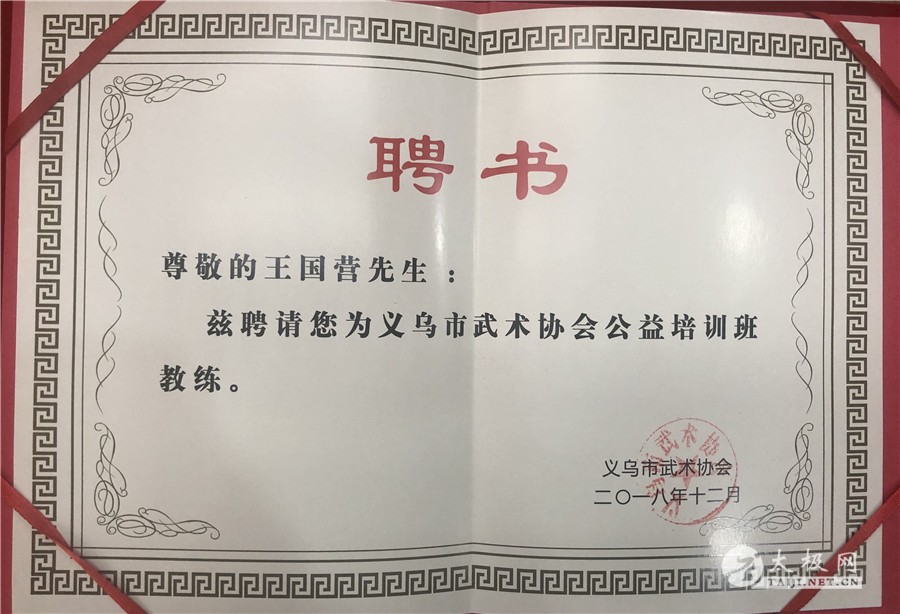 聘书
尊敬的王国营先生：
兹聘请您为义乌市武术协会公益培训班
教练。
义乌市武术协会
二〇一八年十二月
太极网
TAIJI.NET.CN